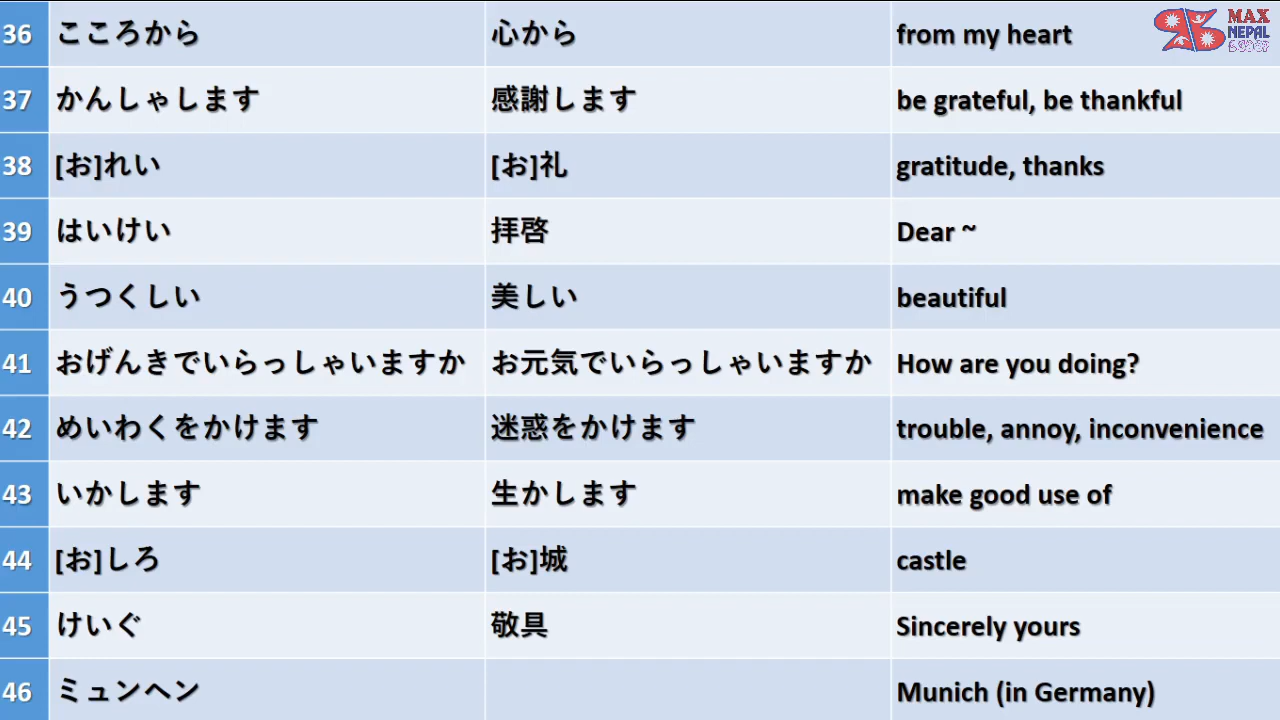 36 こころから 心から from my heart
37 かんしゃします 感謝します be grateful, be thankful
38 [お]れい [お]礼 gratitude, thanks
39 はいけい 拝啓 Dear ~
40 うつくしい 美しい beautiful
41 おげんきでいらっしゃいますか お元気でいらっしゃいますか How are you doing?
42 めいわくをかけます 迷惑をかけます trouble, annoy, inconvenience
43 いかします 生かします make good use of
44 [お]しろ [お]城 castle
45 けいぐ 敬具 Sincerely yours
46 ミュンヘン Munich (in Germany)
MAX
NEPAL